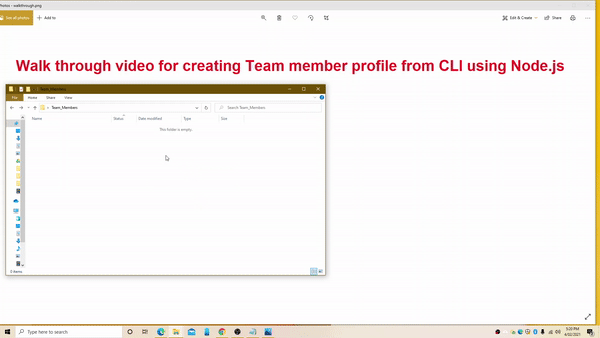 Photos - walkthrough.png
See all photos
Add to
Edit & Create
Share
Walk through video for creating Team member profile from CLI using Node.js
Team_Members
File Home Share View
Team_Members
Search Team_Members
Name Status Date modified Type Size
This folder is empty.
0 items
Type here to search
5:20 PM
4/02/2021